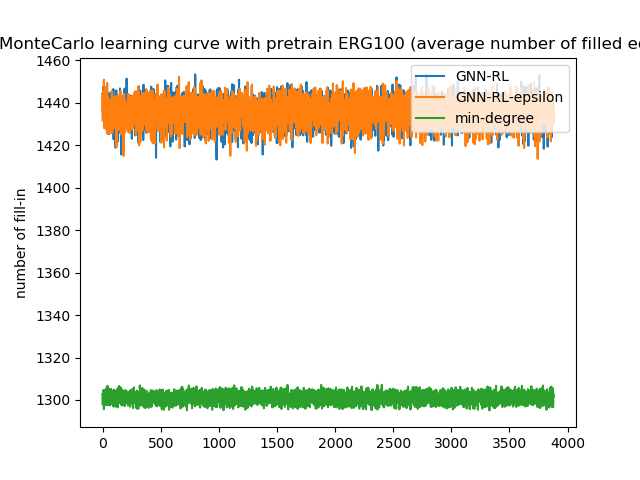 MonteCarlo learning curve with pretrain ERG100 (average number of filled
GNN-RL
GNN-RL-epsilon
min-degree
number of fill-in
1460
1440
1420
1400
1380
1360
1340
1320
1300
0 500 1000 1500 2000 2500 3000 3500 4000